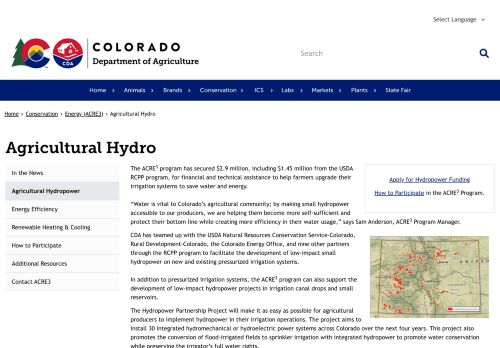 Select Language
COLORADO
Department of Agriculture
CDA
Search
Home
Animals
Brands
Conservation
ICS
Labs
Markets
Plants
State Fair
Home › Conservation › Energy (ACRE3) › Agricultural Hydro
Agricultural Hydro
In the News
Agricultural Hydropower
Energy Efficiency
Renewable Heating & Cooling
How to Participate
Additional Resources
Contact ACRE3
The ACRE³ program has secured $2.9 million, including $1.45 million from the USDA
RCPP program, for financial and technical assistance to help farmers upgrade their
irrigation systems to save water and energy.
Apply for Hydropower Funding
How to Participate in the ACRE³ Program.
“Water is vital to Colorado’s agricultural community; by making small hydropower
accessible to our producers, we are helping them become more self-sufficient and
protect their bottom line while creating more efficiency in their water usage,” says Sam Anderson, ACRE³ Program Manager.
CDA has teamed up with the USDA Natural Resources Conservation Service-Colorado,
Rural Development-Colorado, the Colorado Energy Office, and nine other partners
through the RCPP program to facilitate the development of low-impact small
hydropower on new and existing pressurized irrigation systems.
In addition to pressurized irrigation systems, the ACRE³ program can also support the
development of low-impact hydropower projects in irrigation canal drops and small
reservoirs.
The Hydropower Partnership Project will make it as easy as possible for agricultural
producers to implement hydropower in their irrigation operations. The project aims to
install 30 integrated hydromechanical or hydroelectric power systems across Colorado over the next four years. This project also
promotes the conversion of flood-irrigated fields to sprinkler irrigation with integrated hydropower to promote water conservation
while preserving the irrigator’s full water rights.